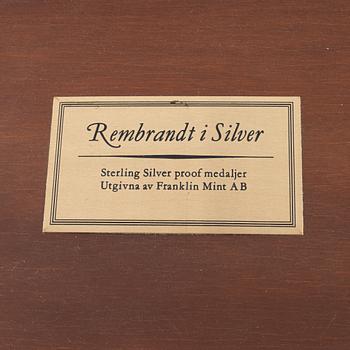 Rembrandt i Silver
Sterling Silver proof medaljer
Utgivna av Franklin Mint AB